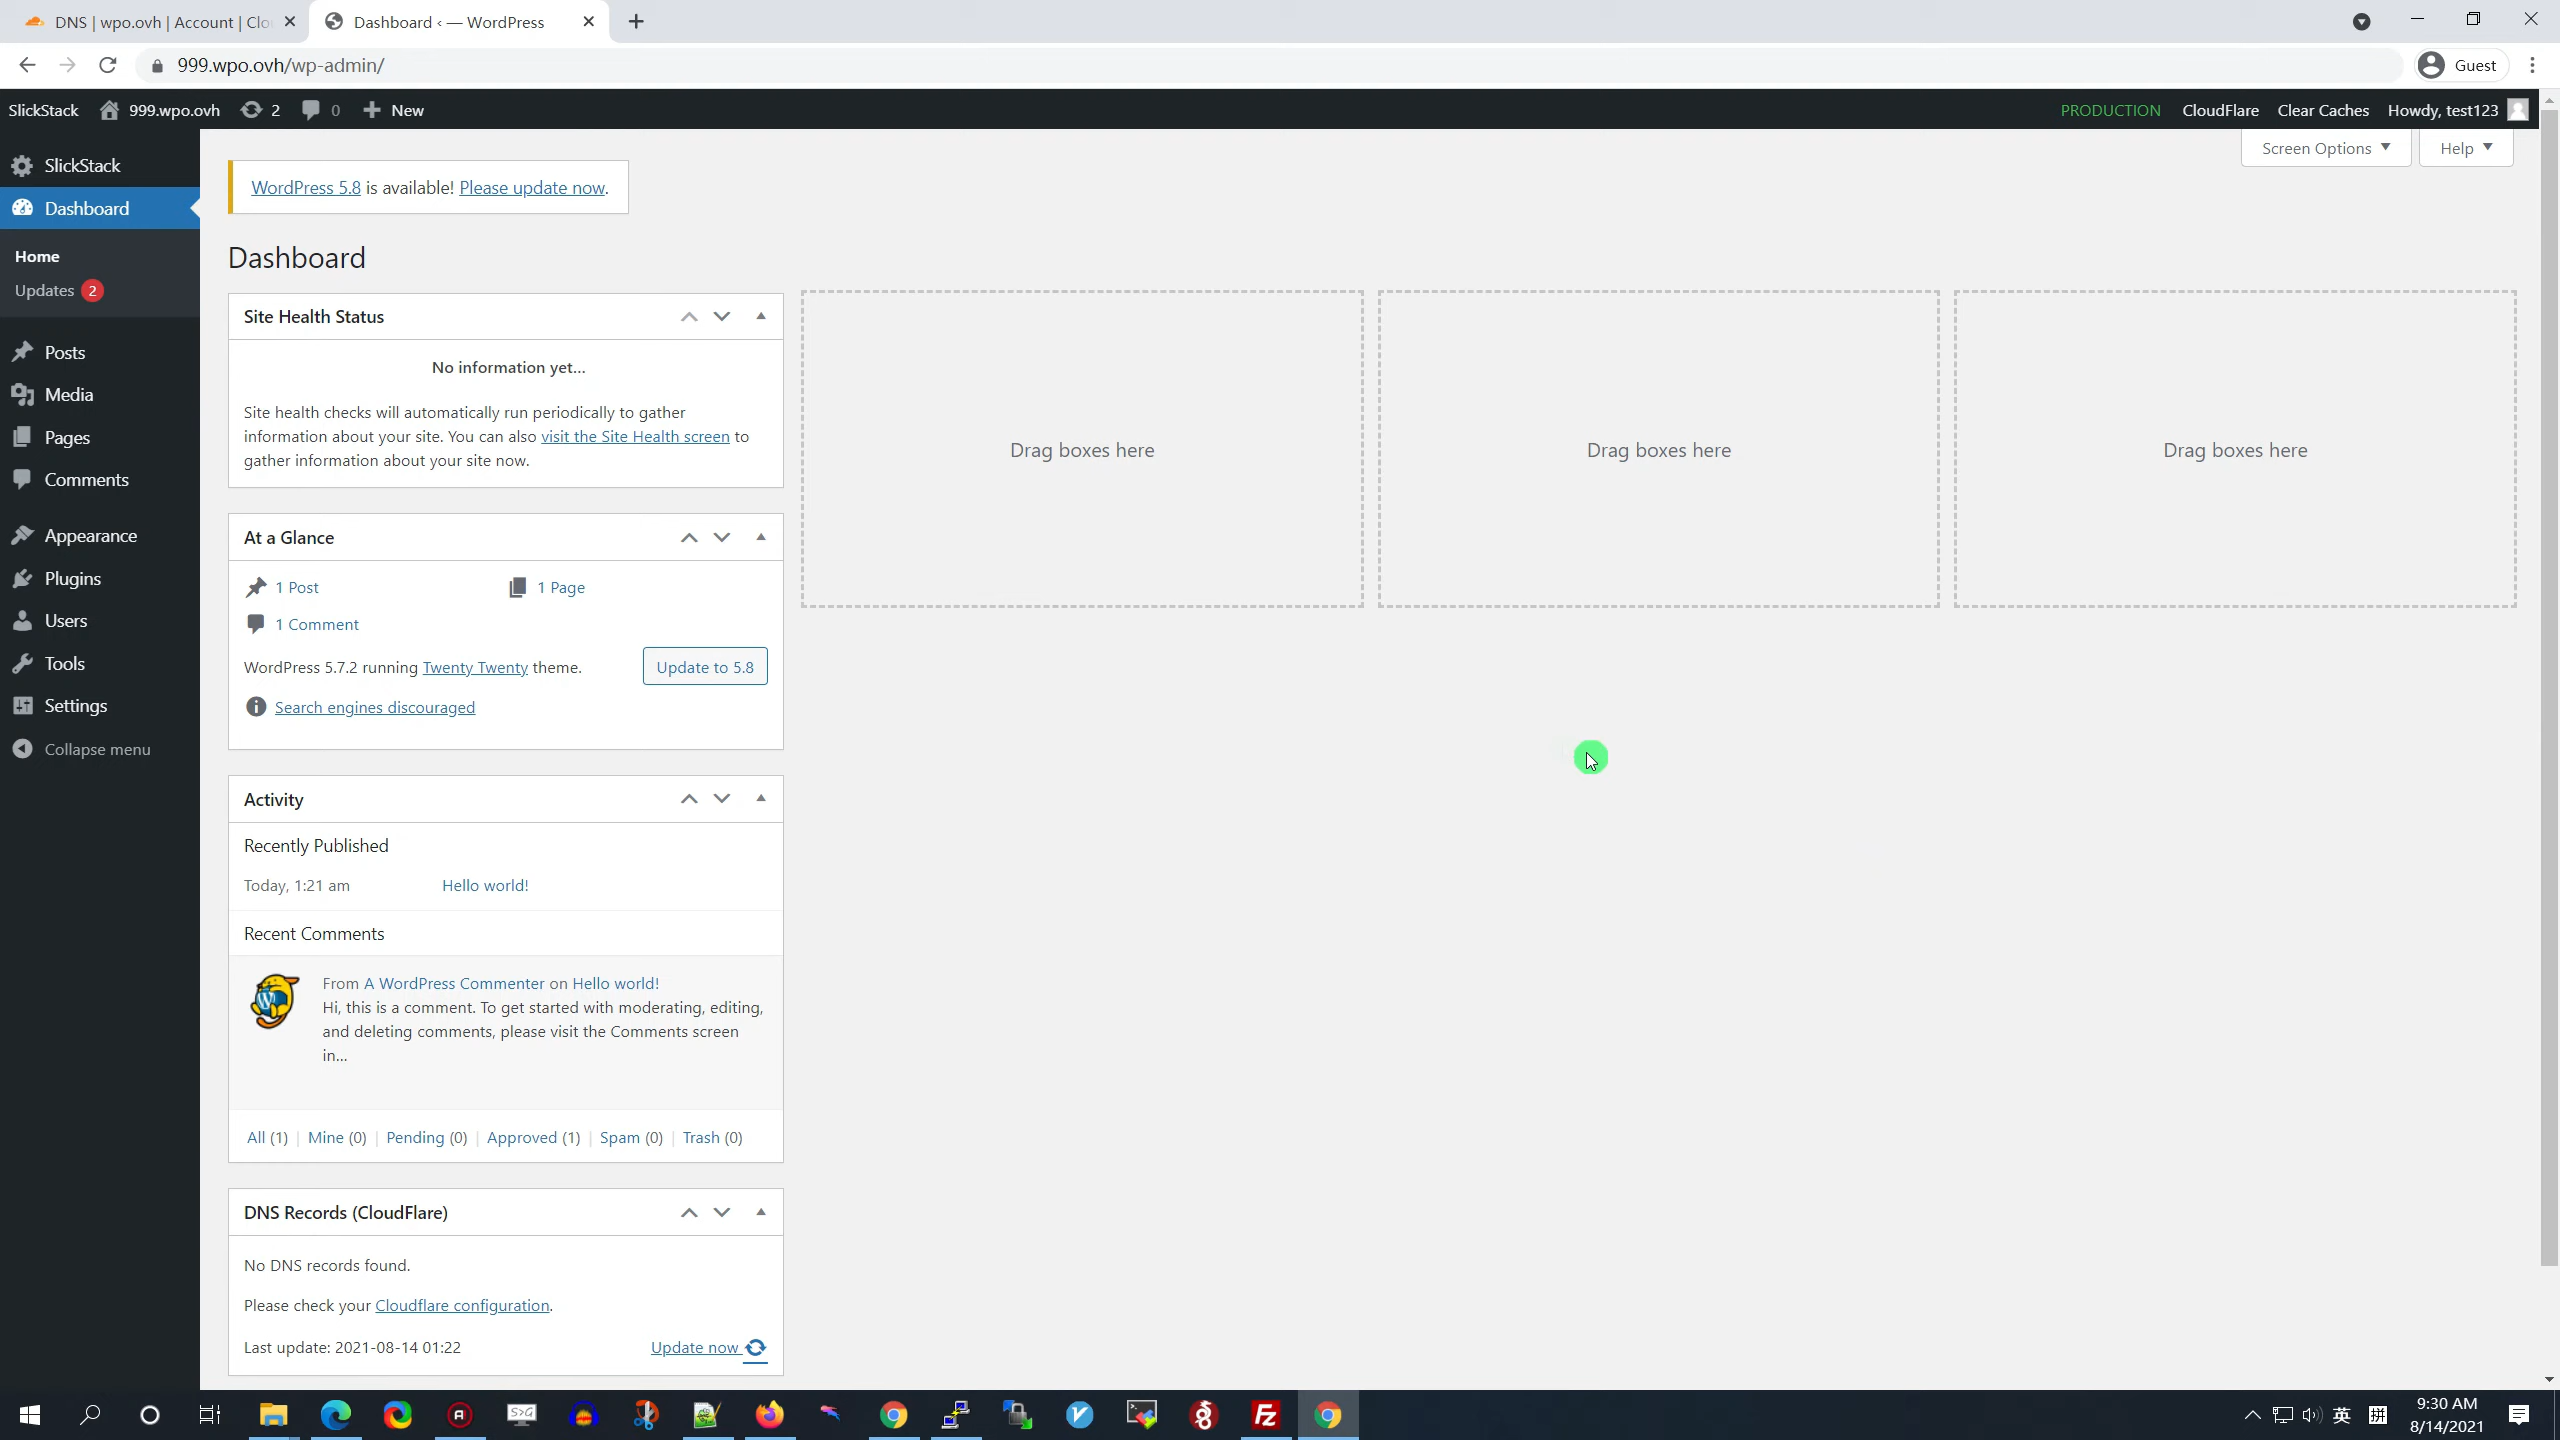 DNS | wpo.ovh | Account | Clo
Dashboard ‹ — WordPress
999.wpo.ovh/wp-admin/
Guest
SlickStack
999.wpo.ovh
2
0
New
PRODUCTION
CloudFlare
Clear Caches
Howdy, test123
Screen Options
Help
SlickStack
Dashboard
Home
Updates 2
Posts
Media
Pages
Comments
Appearance
Plugins
Users
Tools
Settings
Collapse menu
WordPress 5.8 is available! Please update now.
Dashboard
Site Health Status
No information yet...
Site health checks will automatically run periodically to gather
information about your site. You can also visit the Site Health screen to
gather information about your site now.
At a Glance
1 Post
1 Page
1 Comment
WordPress 5.7.2 running Twenty Twenty theme.
Update to 5.8
Search engines discouraged
Activity
Recently Published
Today, 1:21 am
Hello world!
Recent Comments
From A WordPress Commenter on Hello world!
Hi, this is a comment. To get started with moderating, editing,
and deleting comments, please visit the Comments screen
in...
All (1) | Mine (0) | Pending (0) | Approved (1) | Spam (0) | Trash (0)
DNS Records (CloudFlare)
No DNS records found.
Please check your Cloudflare configuration.
Last update: 2021-08-14 01:22
Update now
Drag boxes here
Drag boxes here
Drag boxes here
S>G
Fz
英
拼
9:30 AM
8/14/2021